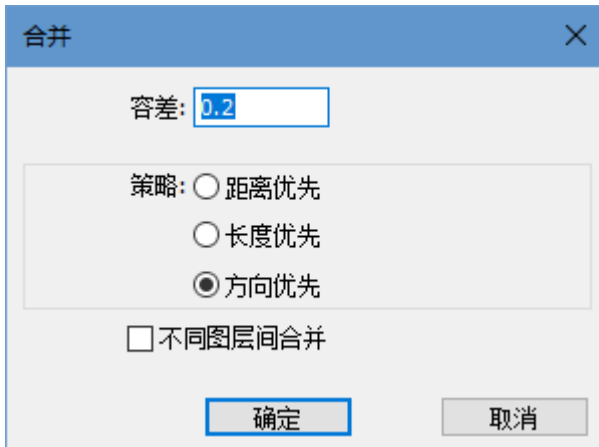 合并
容差: 0.2
策略: 距离优先
长度优先
方向优先
不同图层间合并
确定 取消